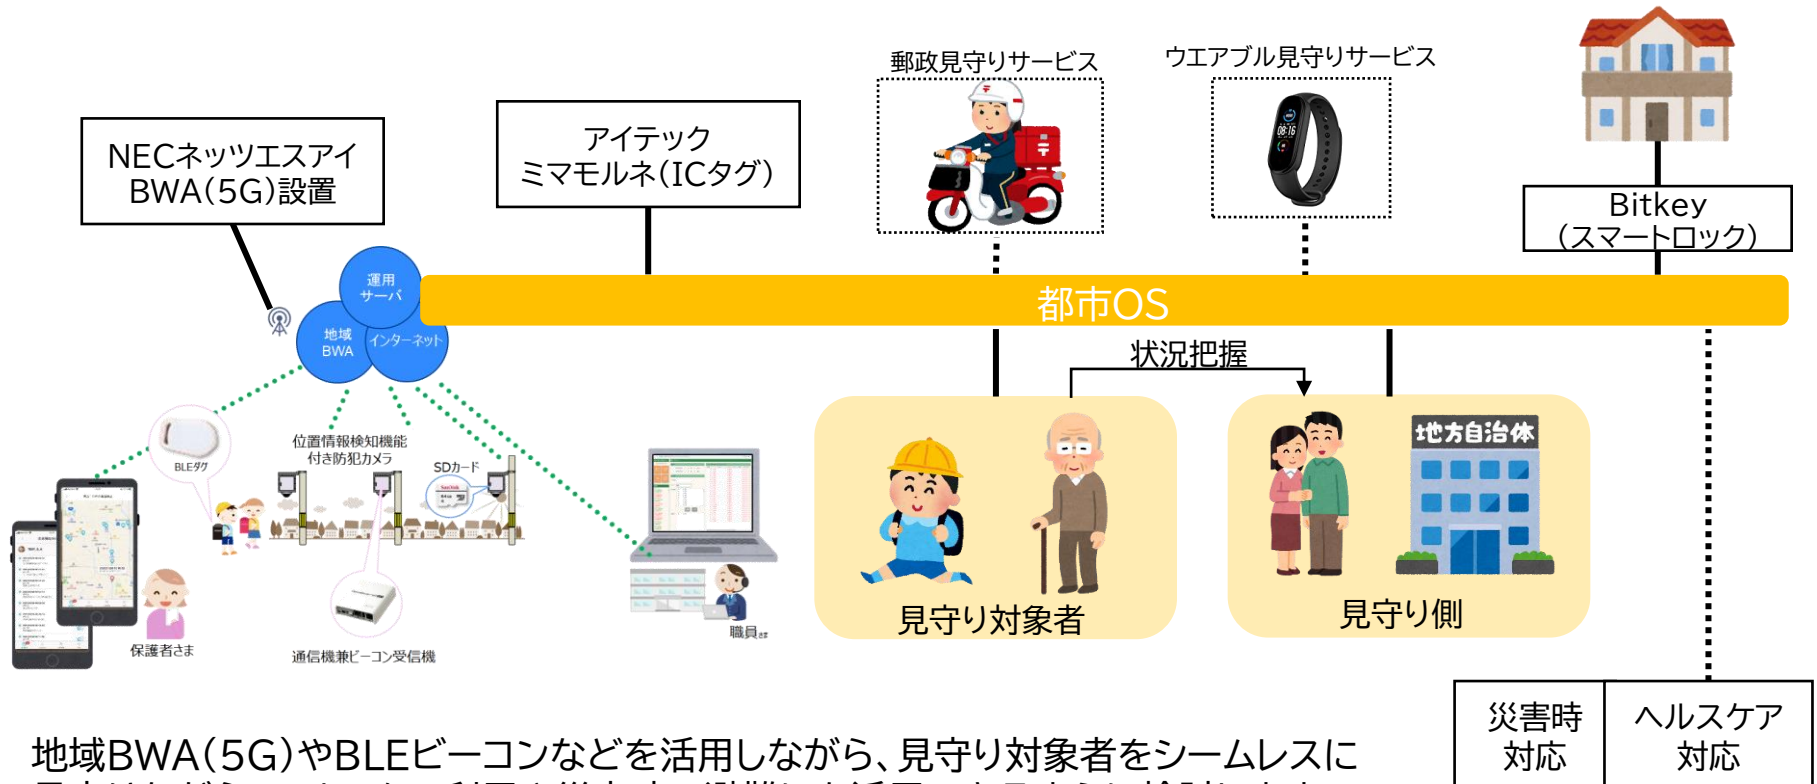 郵政見守りサービス
ウエアブル見守りサービス
NECネッツエスアイ
BWA(5G)設置
アイテック
ミマモルネ(ICタグ)
08:16
Bitkey
(スマートロック)
運用
サーバ
地域
BWA
インターネット
都市OS
状況把握
BLEタグ
位置情報検知機能
付き防犯カメラ
SDカード
地方自治体
保護者さま
通信機兼ビーコン受信機
職員さま
見守り対象者
見守り側
災害時
対応
ヘルスケア
対応
地域BWA(5G)やBLEビーコンなどを活用しながら、見守り対象者をシームレスに